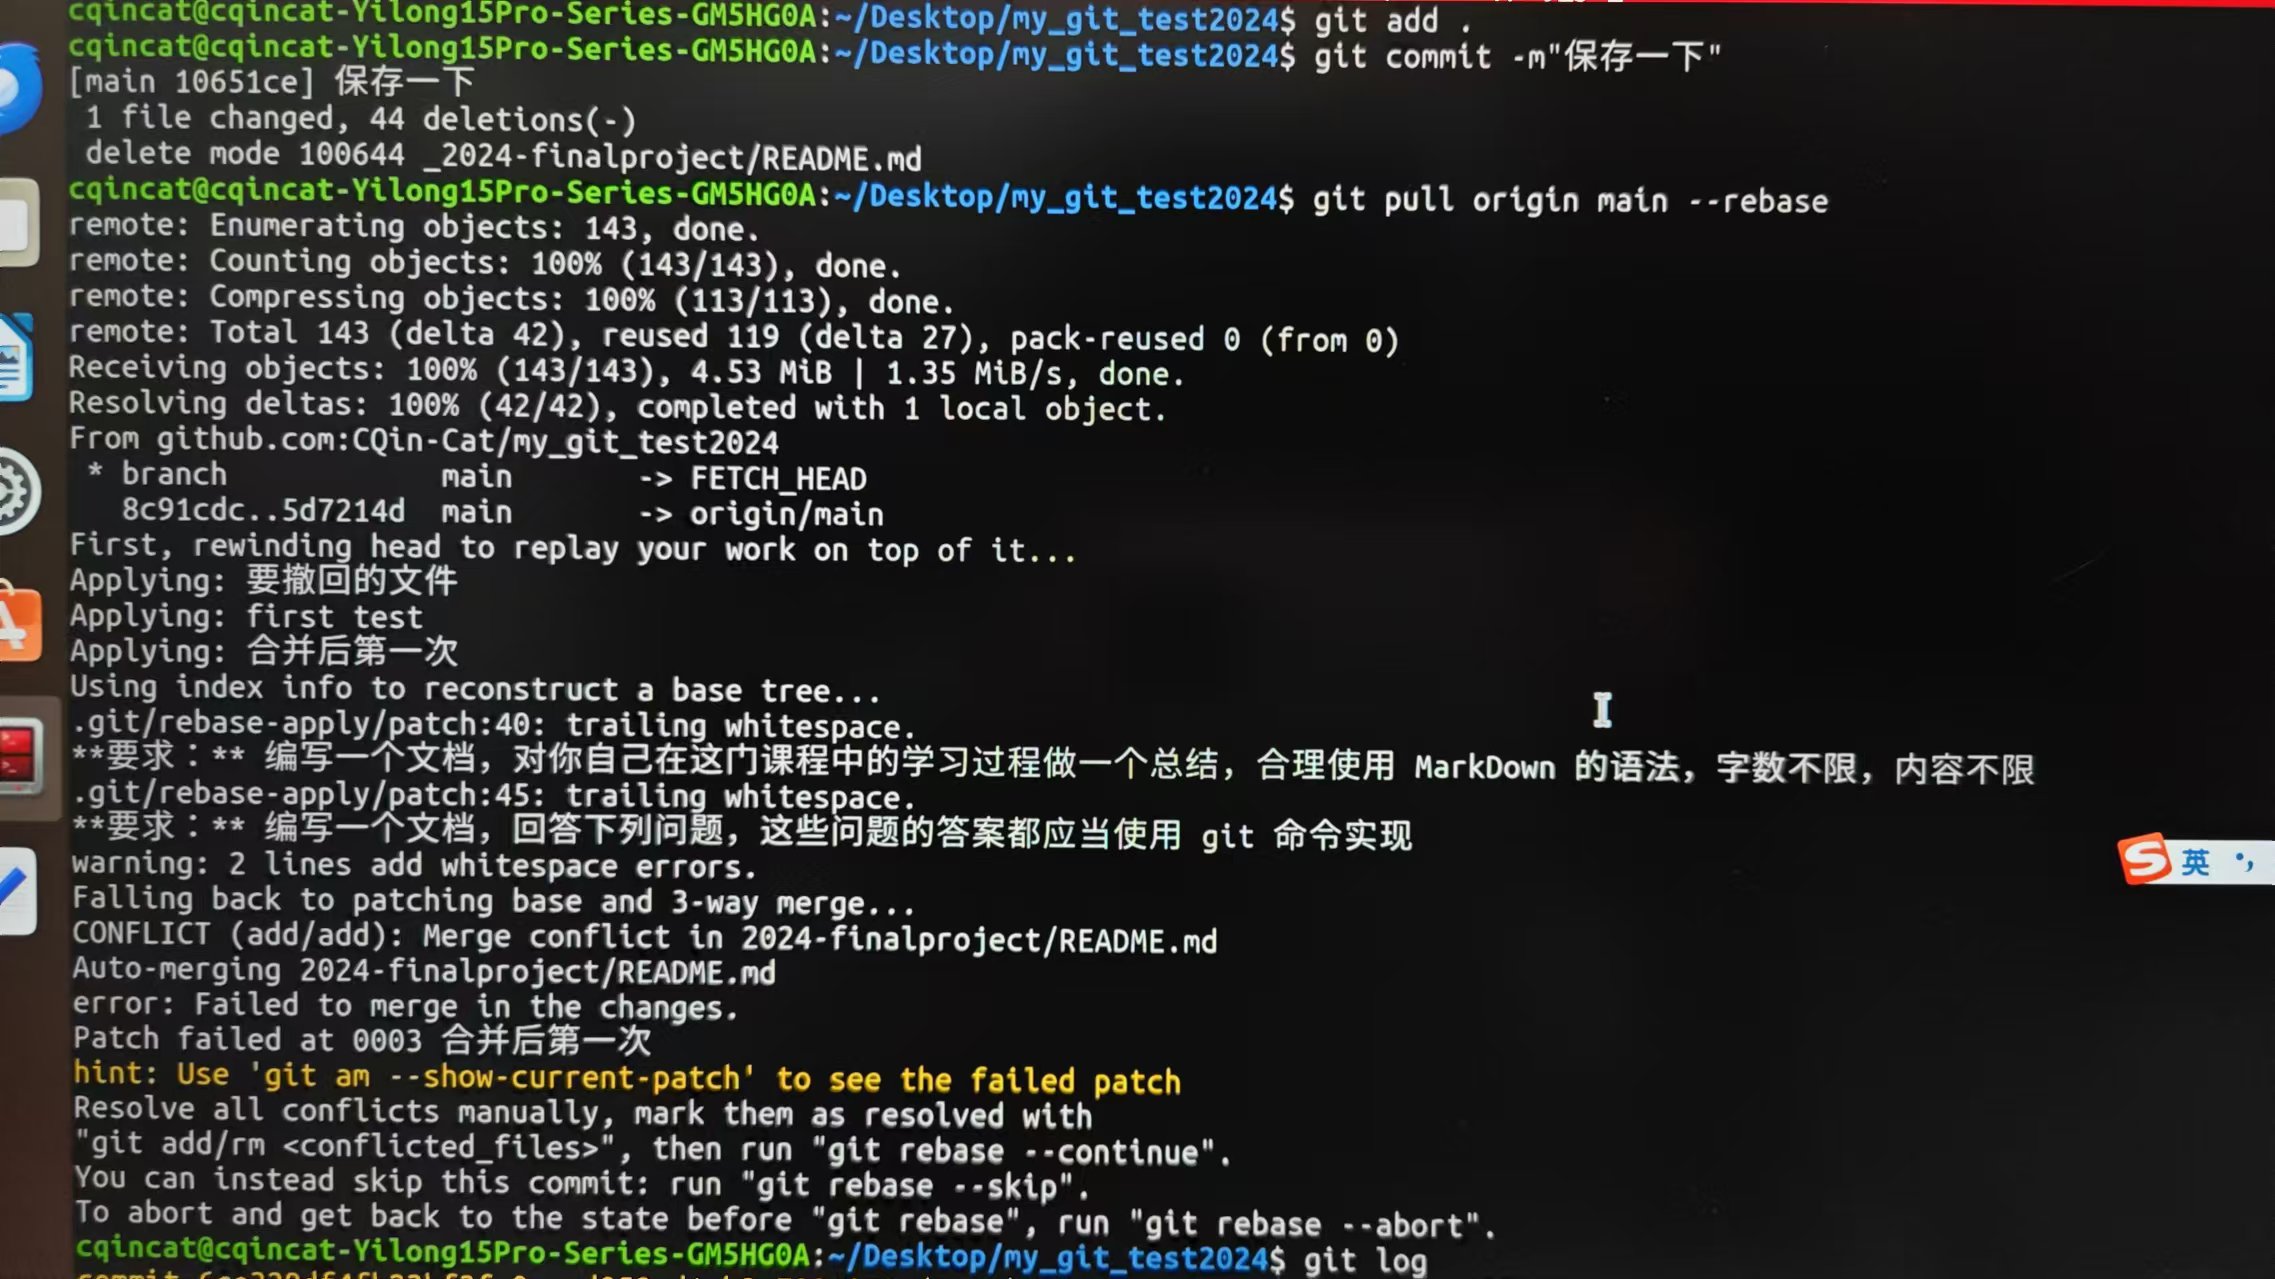 cqincat@cqincat-Yilong15Pro-Series-GM5HG0A:~/Desktop/my_git_test2024$ git add .
cqincat@cqincat-Yilong15Pro-Series-GM5HG0A:~/Desktop/my_git_test2024$ git commit -m"保存一下"
[main 10651ce] 保存一下
1 file changed, 44 deletions(-)
delete mode 100644 _2024-finalproject/README.md
cqincat@cqincat-Yilong15Pro-Series-GM5HG0A:~/Desktop/my_git_test2024$ git pull origin main --rebase
remote: Enumerating objects: 143, done.
remote: Counting objects: 100% (143/143), done.
remote: Compressing objects: 100% (113/113), done.
remote: Total 143 (delta 42), reused 119 (delta 27), pack-reused 0 (from 0)
Receiving objects: 100% (143/143), 4.53 MiB | 1.35 MiB/s, done.
Resolving deltas: 100% (42/42), completed with 1 local object.
From github.com:CQin-Cat/my_git_test2024
* branch main -> FETCH_HEAD
8c91cdc..5d7214d main -> origin/main
First, rewinding head to replay your work on top of it...
Applying: 要撤回的文件
Applying: first test
Applying: 合并后第一次
Using index info to reconstruct a base tree...
.git/rebase-apply/patch:40: trailing whitespace.
**要求：** 编写一个文档，对你自己在这门课程中的学习过程做一个总结，合理使用 MarkDown 的语法，字数不限，内容不限
.git/rebase-apply/patch:45: trailing whitespace.
**要求：** 编写一个文档，回答下列问题，这些问题的答案都应当使用 git 命令实现
warning: 2 lines add whitespace errors.
Falling back to patching base and 3-way merge...
CONFLICT (add/add): Merge conflict in 2024-finalproject/README.md
Auto-merging 2024-finalproject/README.md
error: Failed to merge in the changes.
Patch failed at 0003 合并后第一次
hint: Use 'git am --show-current-patch' to see the failed patch
Resolve all conflicts manually, mark them as resolved with
"git add/rm <conflicted_files>", then run "git rebase --continue".
You can instead skip this commit: run "git rebase --skip".
To abort and get back to the state before "git rebase", run "git rebase --abort".
cqincat@cqincat-Yilong15Pro-Series-GM5HG0A:~/Desktop/my_git_test2024$ git log
commit
S 英